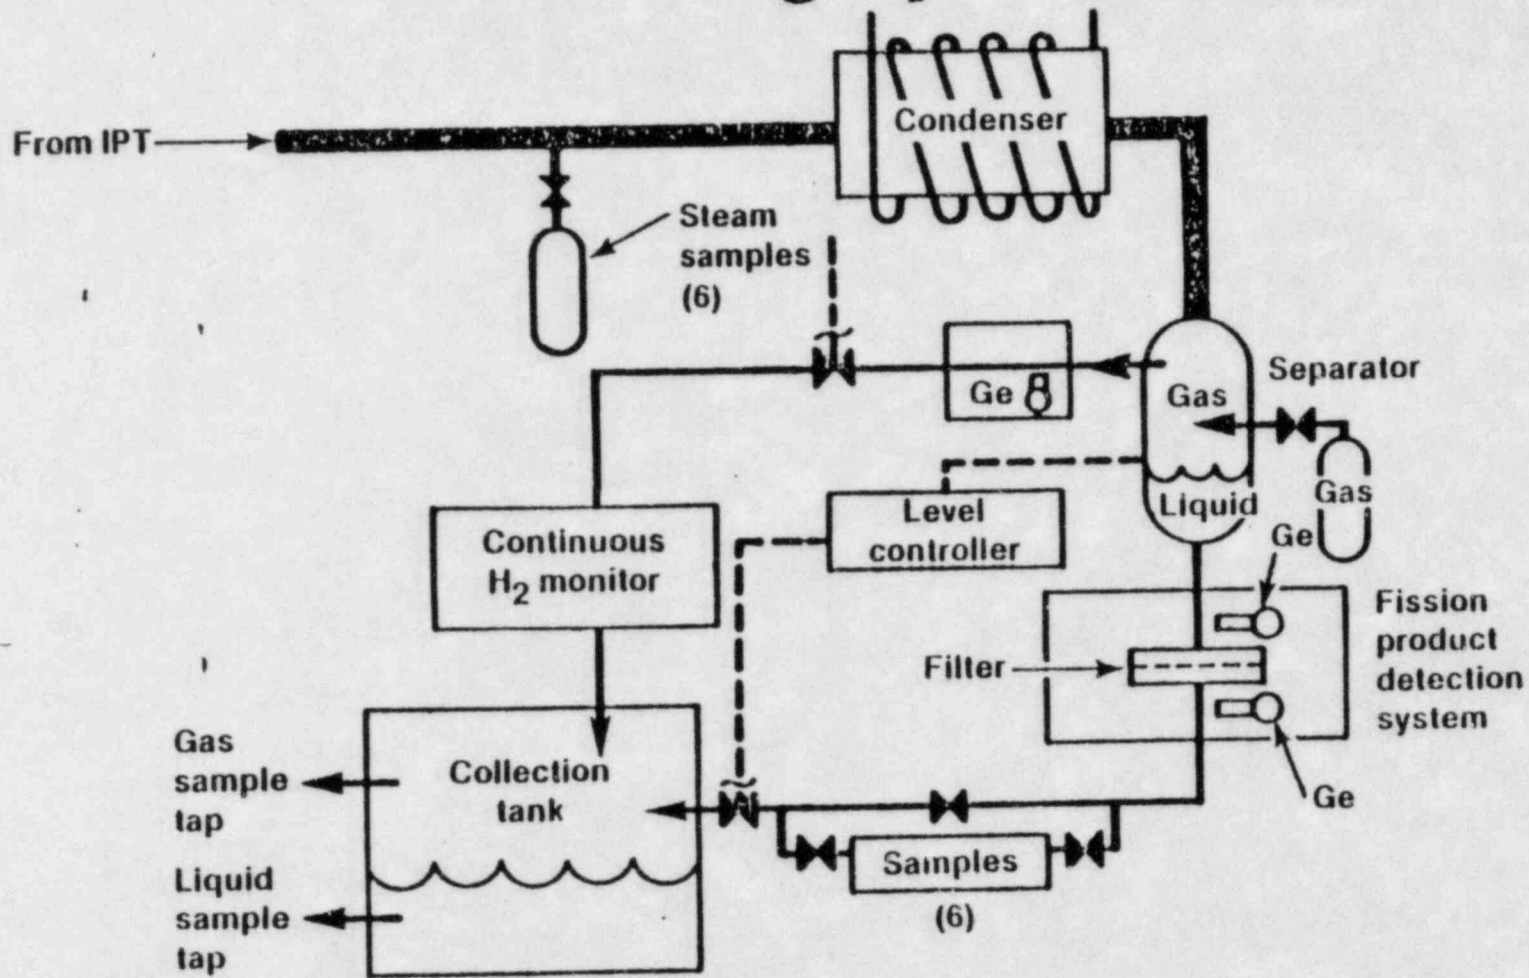 Condenser
From IPT
Steam
samples
(6)
Separator
Gas
Ge
Gas
Liquid
Level
controller
Continuous
H2 monitor
Ge
Fission
product
detection
system
Filter
Ge
Gas
sample
tap
Collection
tank
Samples
(6)
Liquid
sample
tap